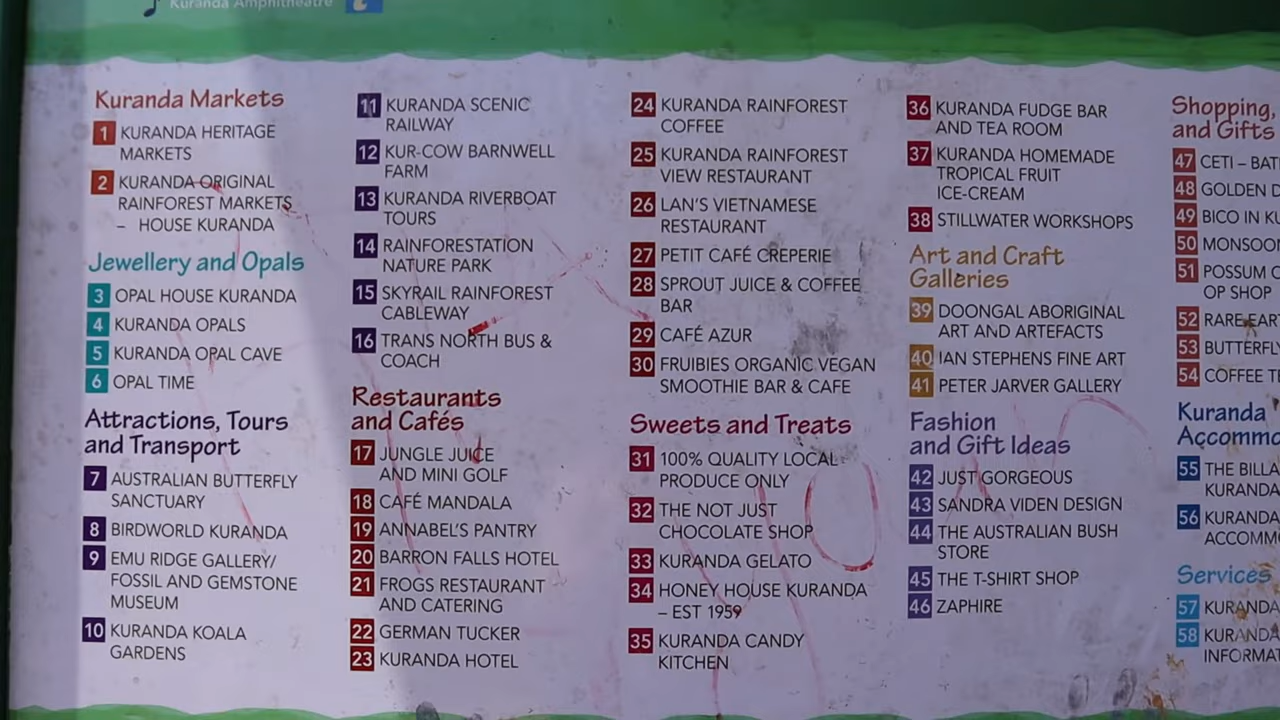 Kuranda Amphitheatre
Kuranda Markets
1 KURANDA HERITAGE
MARKETS
2 KURANDA ORIGINAL
RAINFOREST MARKETS
– HOUSE KURANDA
Jewellery and Opals
3 OPAL HOUSE KURANDA
4 KURANDA OPALS
5 KURANDA OPAL CAVE
6 OPAL TIME
Attractions, Tours
and Transport
7 AUSTRALIAN BUTTERFLY
SANCTUARY
8 BIRDWORLD KURANDA
9 EMU RIDGE GALLERY/
FOSSIL AND GEMSTONE
MUSEUM
10 KURANDA KOALA
GARDENS
11 KURANDA SCENIC
RAILWAY
12 KUR-COW BARNWELL
FARM
13 KURANDA RIVERBOAT
TOURS
14 RAINFORESTATION
NATURE PARK
15 SKYRAIL RAINFOREST
CABLEWAY
16 TRANS NORTH BUS &
COACH
Restaurants
and Cafés
17 JUNGLE JUICE
AND MINI GOLF
18 CAFÉ MANDALA
19 ANNABEL'S PANTRY
20 BARRON FALLS HOTEL
21 FROGS RESTAURANT
AND CATERING
22 GERMAN TUCKER
23 KURANDA HOTEL
24 KURANDA RAINFOREST
COFFEE
25 KURANDA RAINFOREST
VIEW RESTAURANT
26 LAN'S VIETNAMESE
RESTAURANT
27 PETIT CAFÉ CREPERIE
28 SPROUT JUICE & COFFEE
BAR
29 CAFÉ AZUR
30 FRUIBIES ORGANIC VEGAN
SMOOTHIE BAR & CAFE
Sweets and Treats
31 100% QUALITY LOCAL
PRODUCE ONLY
32 THE NOT JUST
CHOCOLATE SHOP
33 KURANDA GELATO
34 HONEY HOUSE KURANDA
– EST 1959
35 KURANDA CANDY
KITCHEN
36 KURANDA FUDGE BAR
AND TEA ROOM
37 KURANDA HOMEMADE
TROPICAL FRUIT
ICE-CREAM
38 STILLWATER WORKSHOPS
Art and Craft
Galleries
39 DOONGAL ABORIGINAL
ART AND ARTEFACTS
40 IAN STEPHENS FINE ART
41 PETER JARVER GALLERY
Fashion
and Gift Ideas
42 JUST GORGEOUS
43 SANDRA VIDEN DESIGN
44 THE AUSTRALIAN BUSH
STORE
45 THE T-SHIRT SHOP
46 ZAPHIRE
Shopping,
and Gifts
47 CETI –
48 GOLDEN
49 BICO IN
50
51 POSSUM
OP SHOP
52 RARE
53
54 COFFEE
Kuranda
55 THE
KURANDA
56 KURANDA
Services
57 KURANDA
58